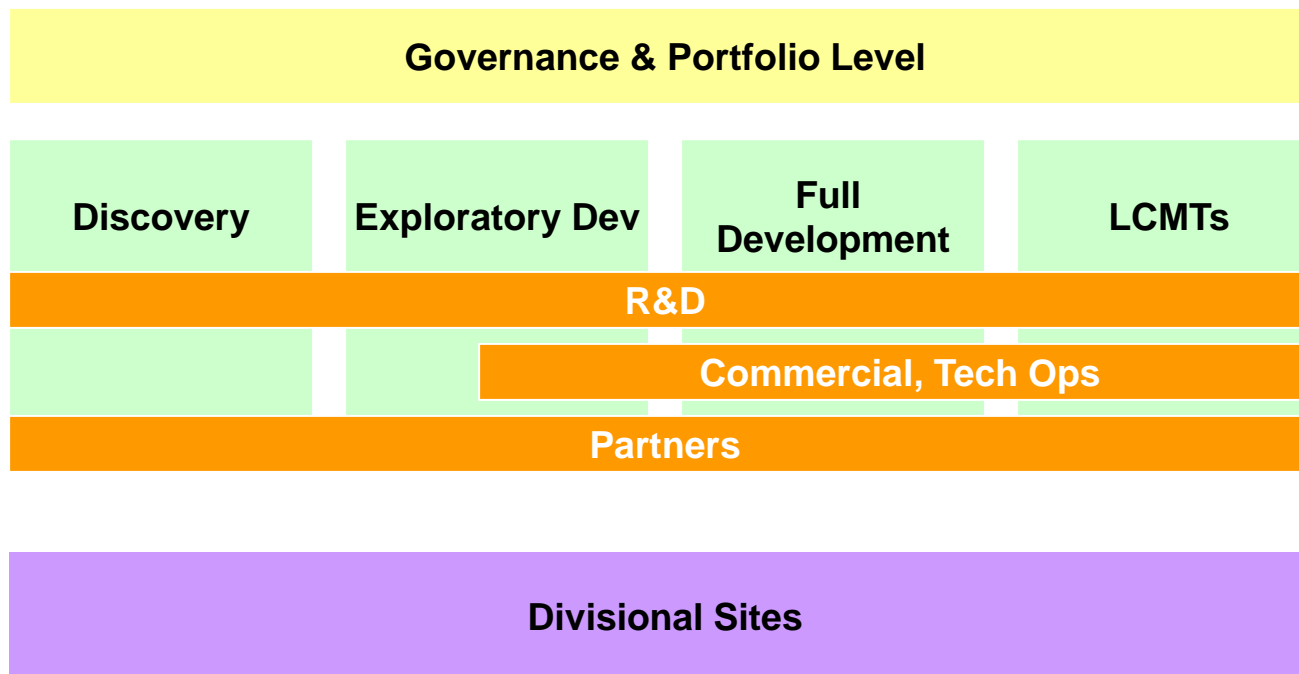 Governance & Portfolio Level
Discovery
Exploratory Dev
Full
Development
LCMTs
R&D
Commercial, Tech Ops
Partners
Divisional Sites